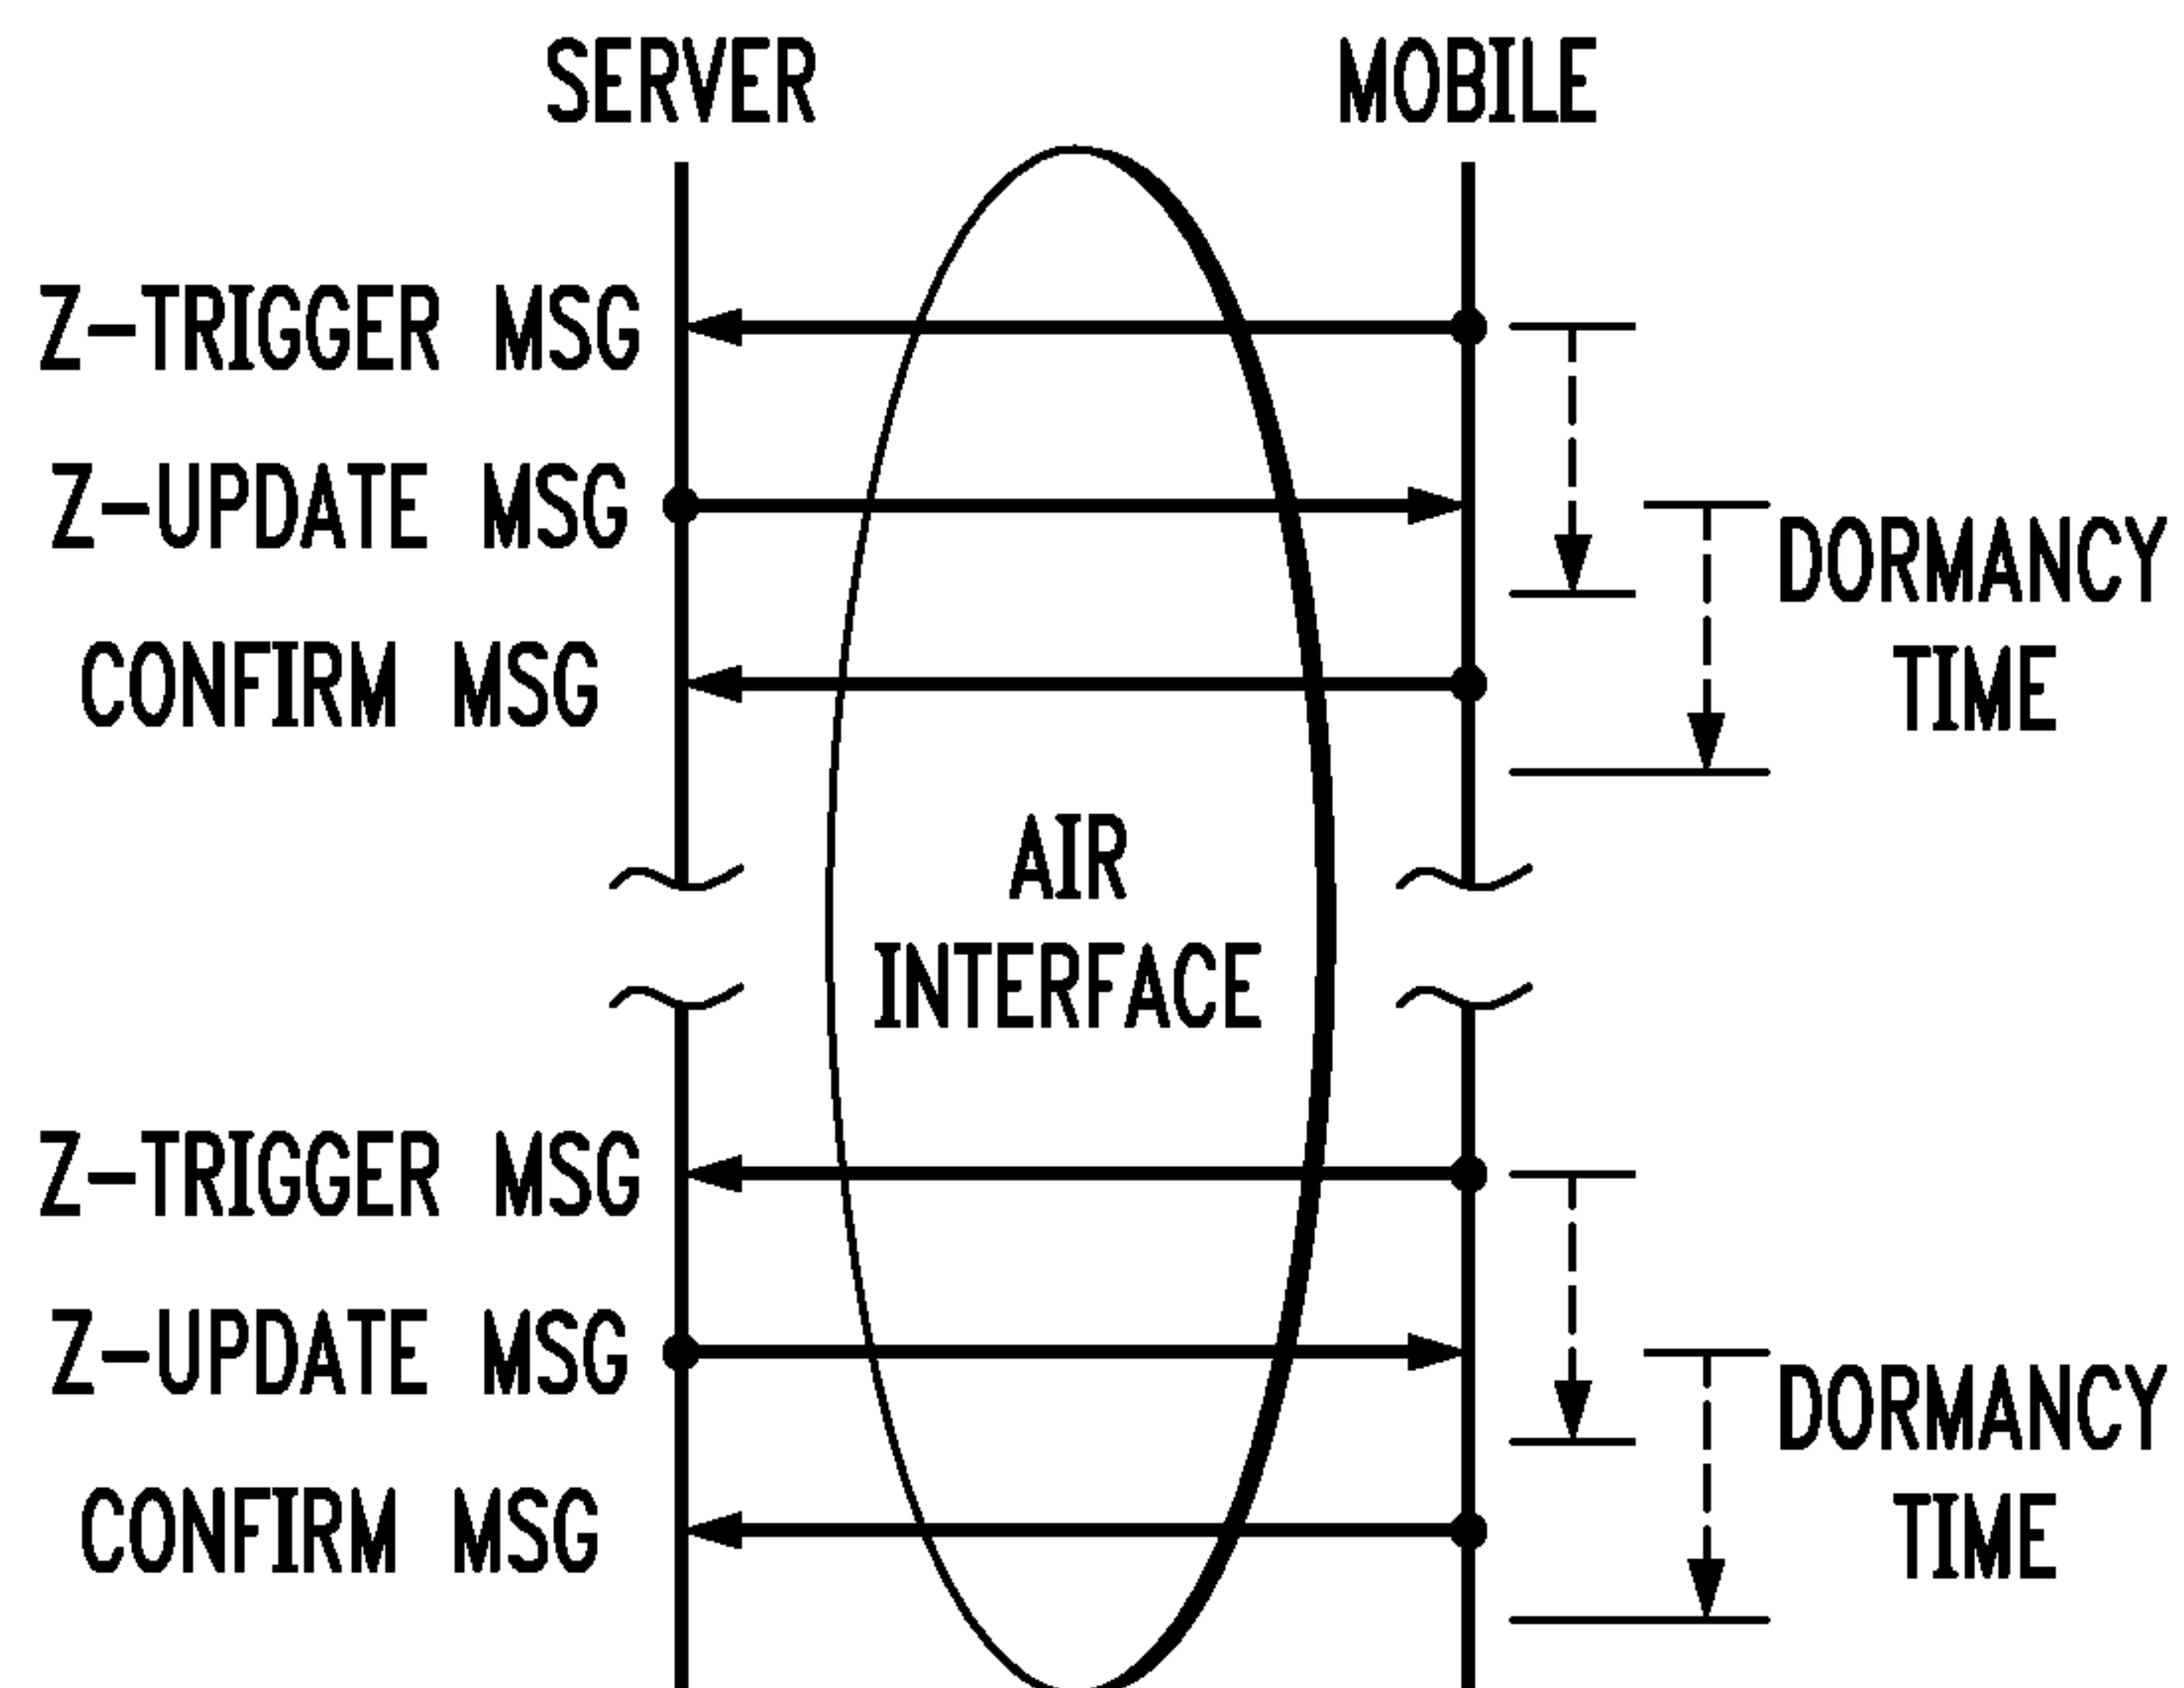 SERVER
MOBILE
Z-TRIGGER MSG
Z-UPDATE MSG
DORMANCY
TIME
CONFIRM MSG
AIR
INTERFACE
Z-TRIGGER MSG
Z-UPDATE MSG
DORMANCY
TIME
CONFIRM MSG